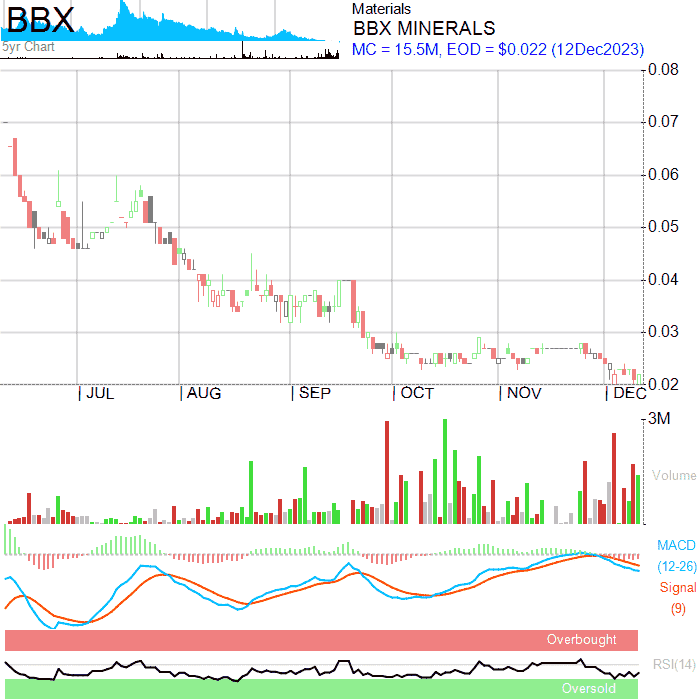 BBX
5yr Chart
Materials
BBX MINERALS
MC = 15.5M, EOD = $0.022 (12Dec2023)
0.08
0.07
0.06
0.05
0.04
0.03
0.02
JUL AUG SEP OCT NOV DEC
3M
Volume
MACD
(12-26)
Signal
(9)
Overbought
RSI(14)
Oversold